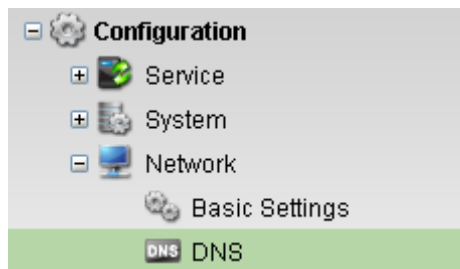 Configuration
Service
System
Network
Basic Settings
DNS DNS